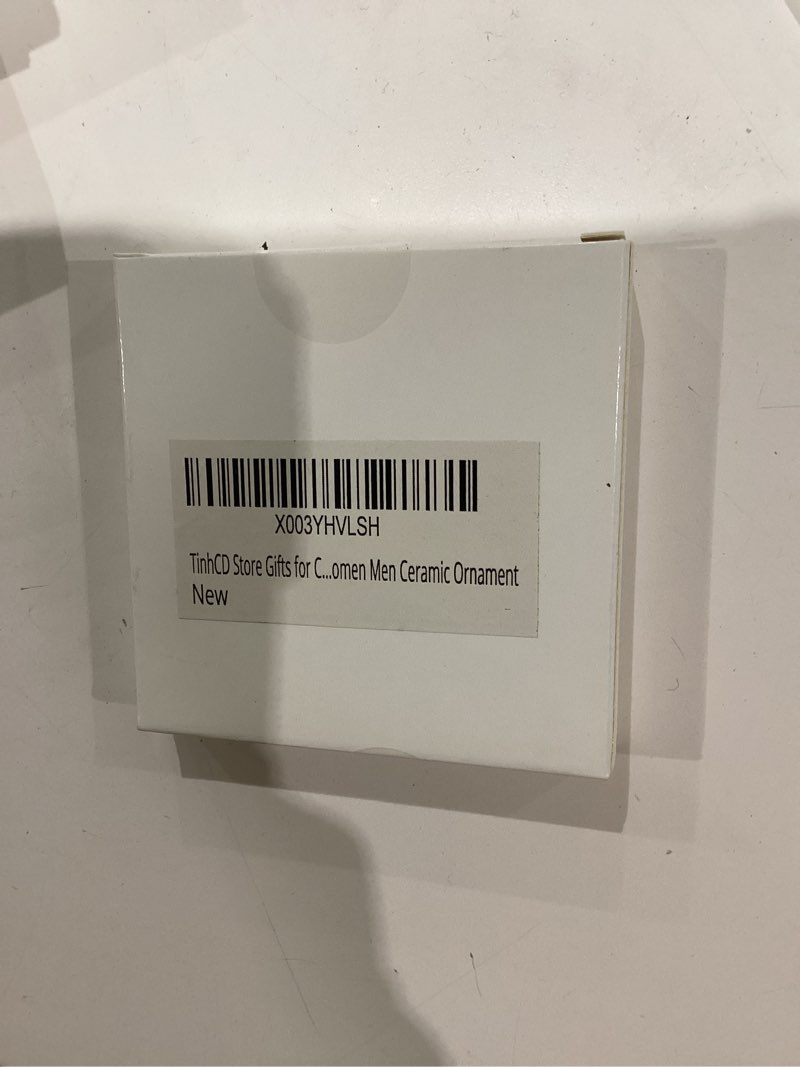 X003YHVLSH
TinhCD Store Gifts for C...omen Men Ceramic Ornament
New